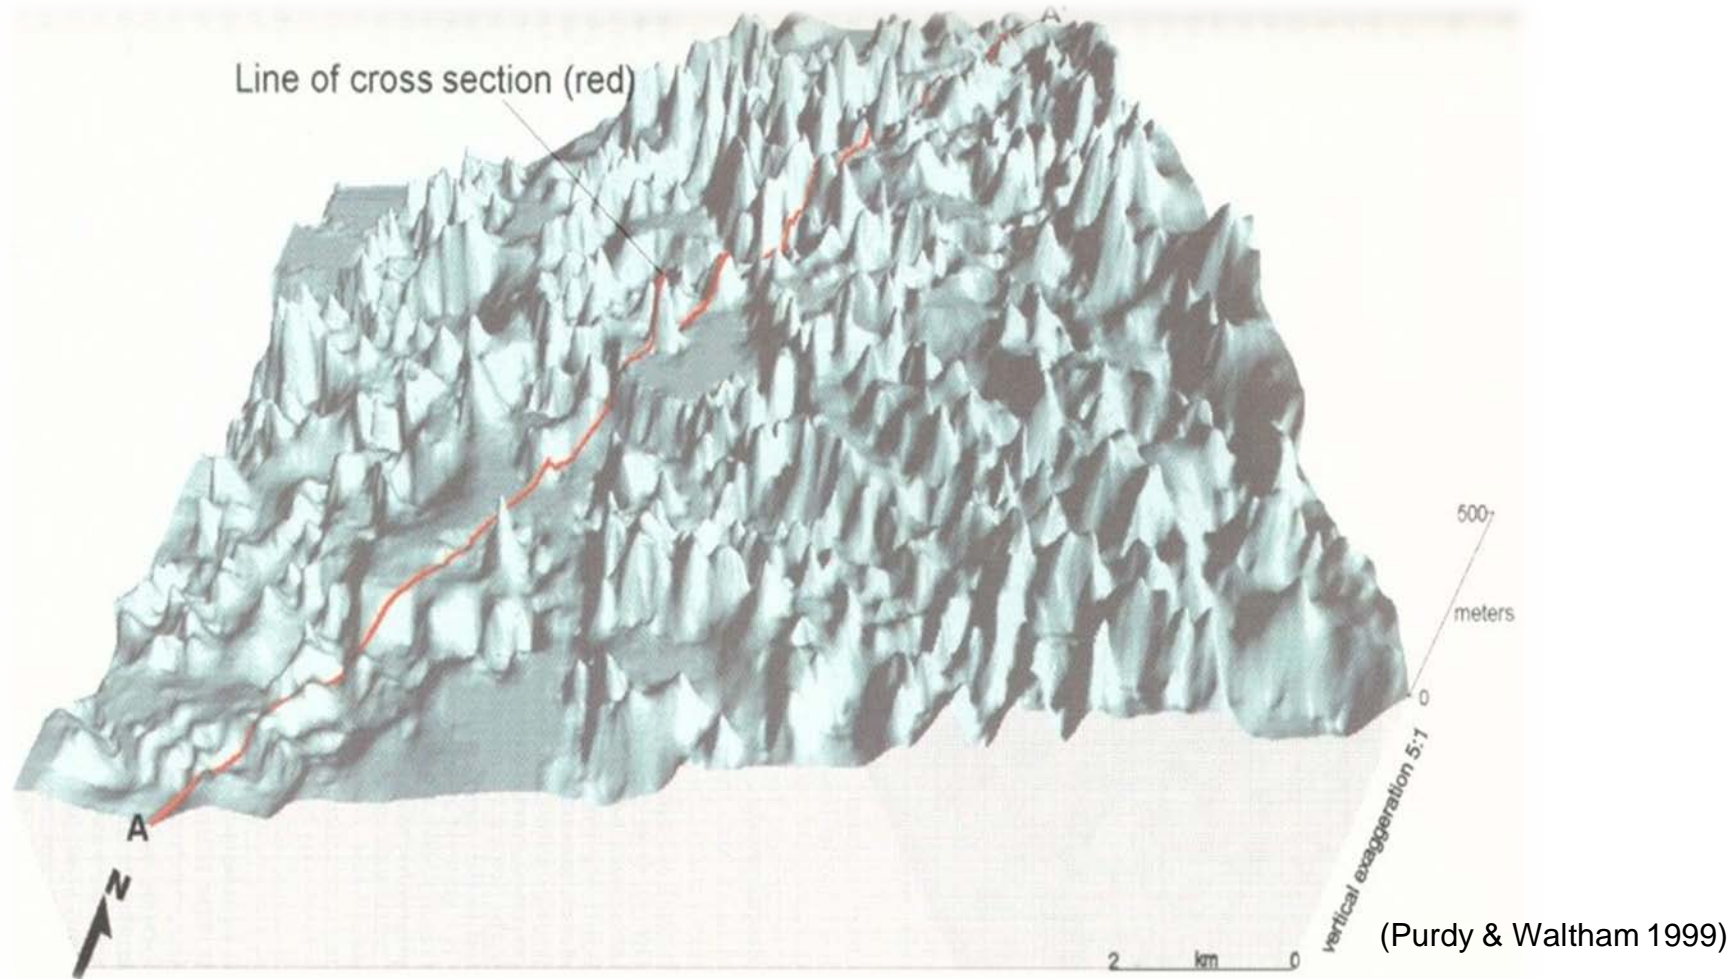 A'
Line of cross section (red)
500
meters
0
vertical exaggeration 5:1
A
N
(Purdy & Waltham 1999)
2 km 0